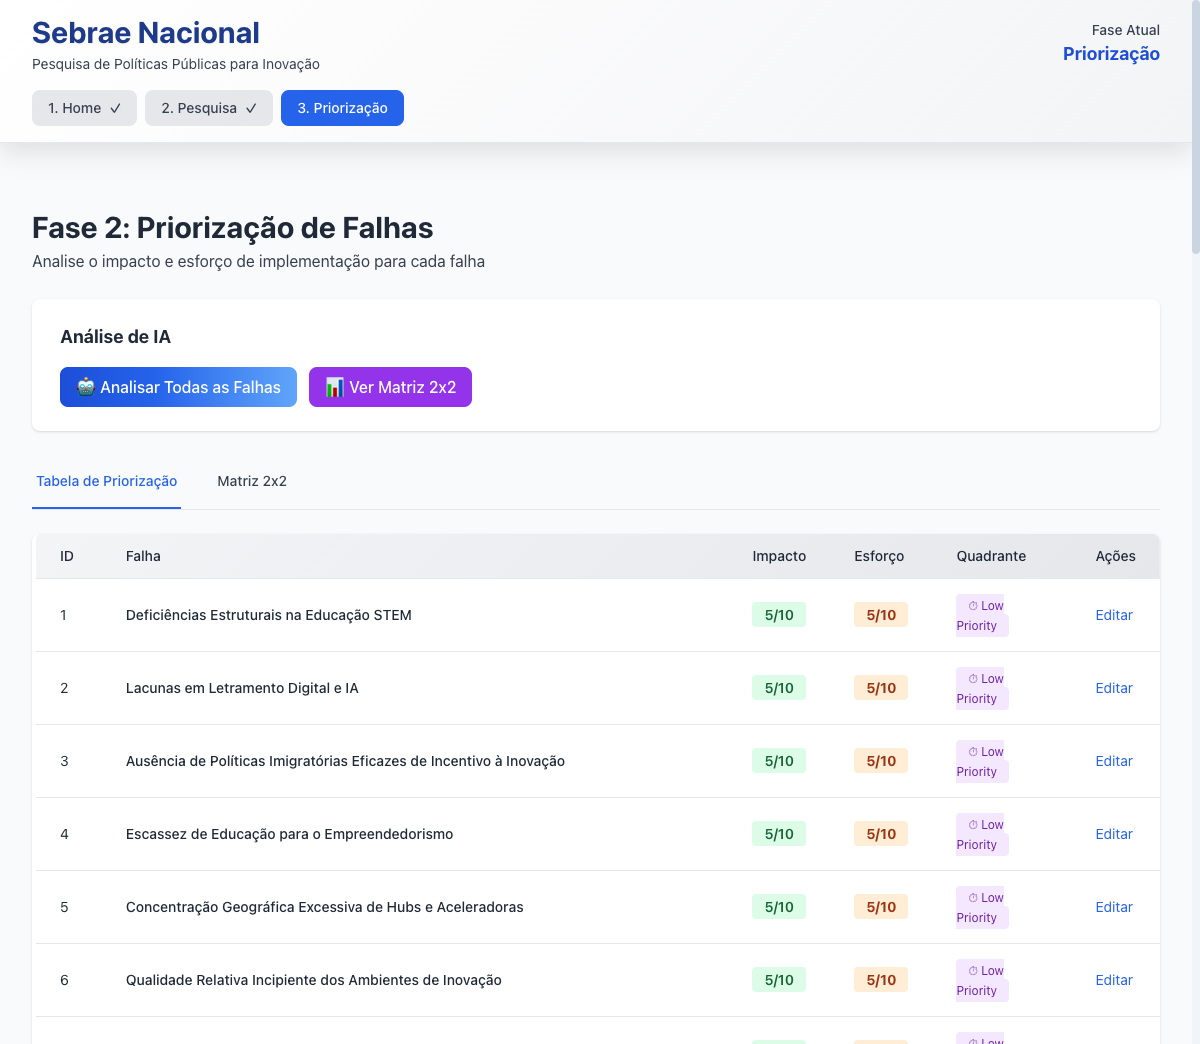 Sebrae Nacional
Pesquisa de Políticas Públicas para Inovação
Fase Atual
Priorização
1. Home ✓
2. Pesquisa ✓
3. Priorização
Fase 2: Priorização de Falhas
Analise o impacto e esforço de implementação para cada falha
Análise de IA
🤖 Analisar Todas as Falhas
📊 Ver Matriz 2x2
Tabela de Priorização
Matriz 2x2
ID Falha Impacto Esforço Quadrante Ações
1 Deficiências Estruturais na Educação STEM 5/10 5/10 ⏱ Low Priority Editar
2 Lacunas em Letramento Digital e IA 5/10 5/10 ⏱ Low Priority Editar
3 Ausência de Políticas Imigratórias Eficazes de Incentivo à Inovação 5/10 5/10 ⏱ Low Priority Editar
4 Escassez de Educação para o Empreendedorismo 5/10 5/10 ⏱ Low Priority Editar
5 Concentração Geográfica Excessiva de Hubs e Aceleradoras 5/10 5/10 ⏱ Low Priority Editar
6 Qualidade Relativa Incipiente dos Ambientes de Inovação 5/10 5/10 ⏱ Low Priority Editar
⏱ Low